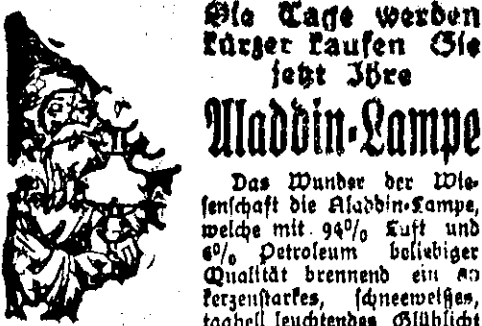 Die Tage werden
kürzer kaufen Sie
jetzt Ihre
Aladdin-Lampe
Das Wunder der Wis-
senschaft die Aladdin-Lampe,
welche mit 94% Luft und
6% Petroleum beliebiger
Qualität brennend ein 80
kerzenstarkes, schneeweißes,
taghell leuchtendes Glühlicht